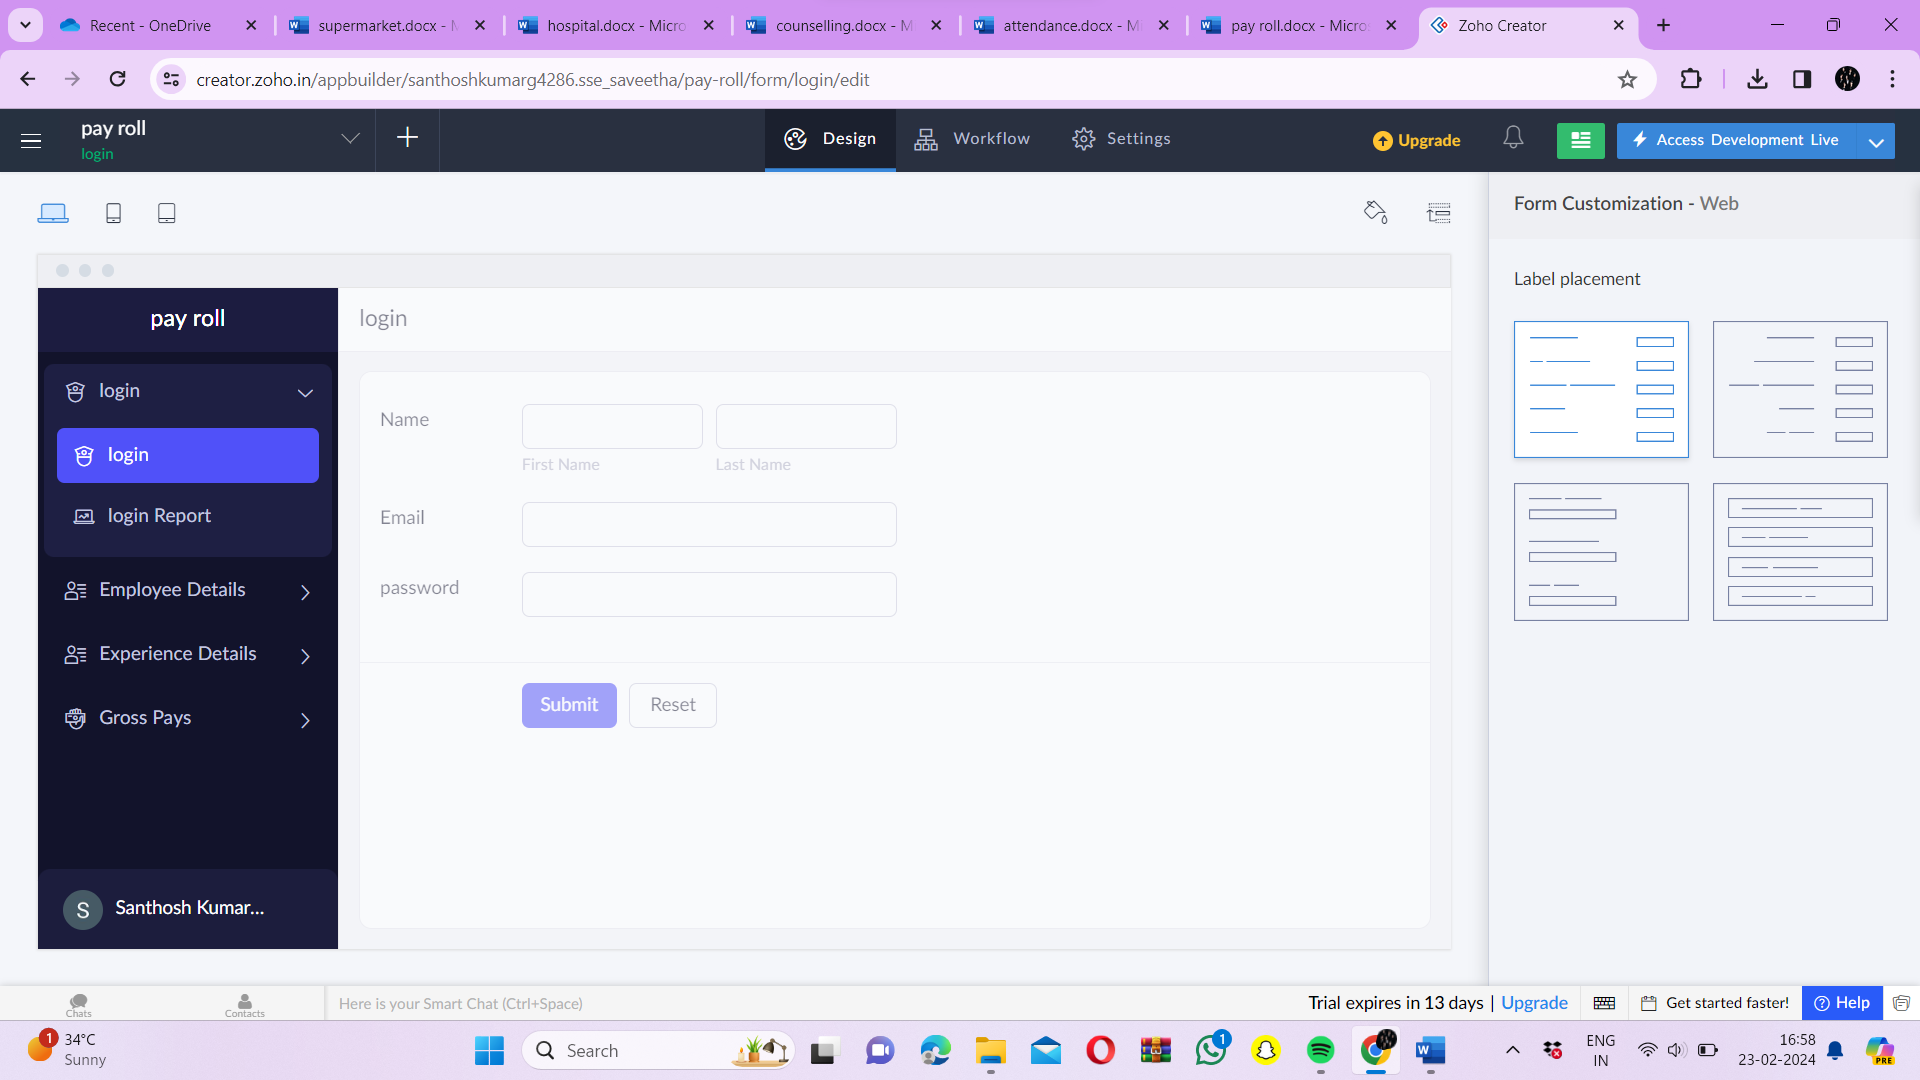 Recent - OneDrive
supermarket.docx -
hospital.docx - Micro
counselling.docx - M
attendance.docx - Mi
pay roll.docx - Micro
Zoho Creator
creator.zoho.in/appbuilder/santhoshkumarg4286.sse_saveetha/pay-roll/form/login/edit
pay roll
login
Design
Workflow
Settings
Upgrade
Access Development Live
Form Customization - Web
Label placement
pay roll
login
login
login
login Report
Employee Details
Experience Details
Gross Pays
Santhosh Kumar...
S
Name
First Name
Last Name
Email
password
Submit
Reset
Chats
Contacts
Here is your Smart Chat (Ctrl+Space)
Trial expires in 13 days | Upgrade
Get started faster!
Help
1
34°C
Sunny
Search
1
W
ENG
IN
16:58
23-02-2024
PRE